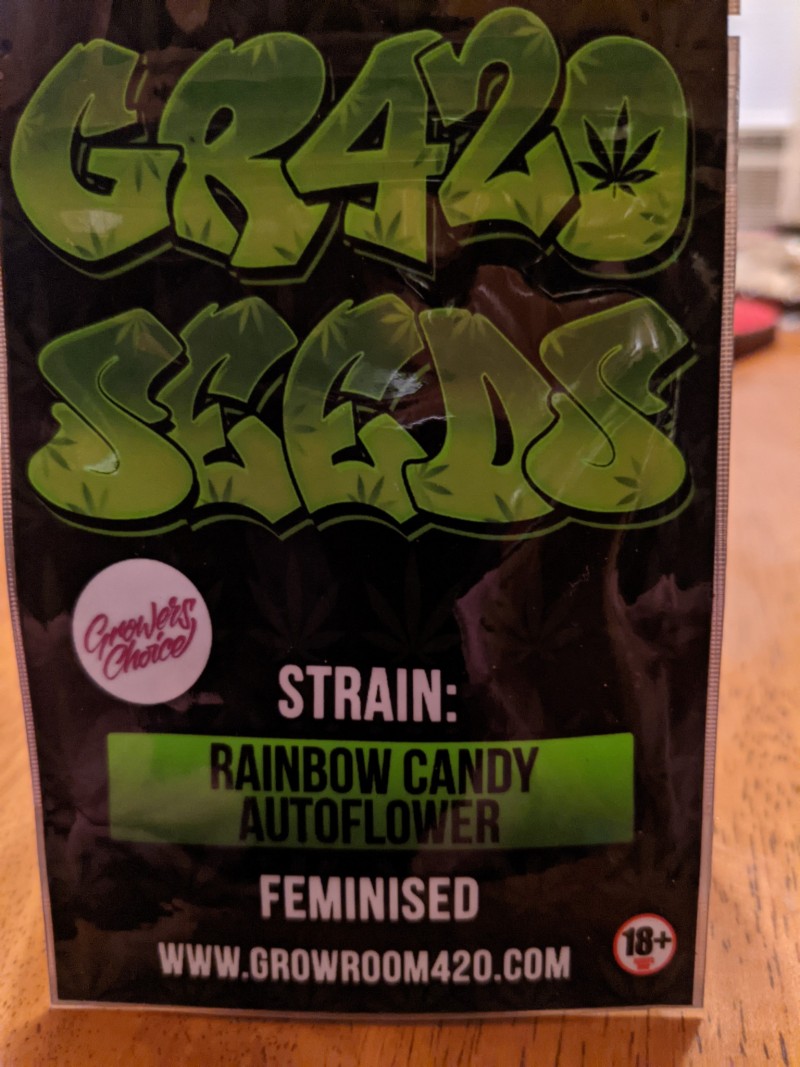 GR420
SEEDS
Growers
Choice
STRAIN:
RAINBOW CANDY
AUTOFLOWER
FEMINISED
WWW.GROWROOM420.COM
18+